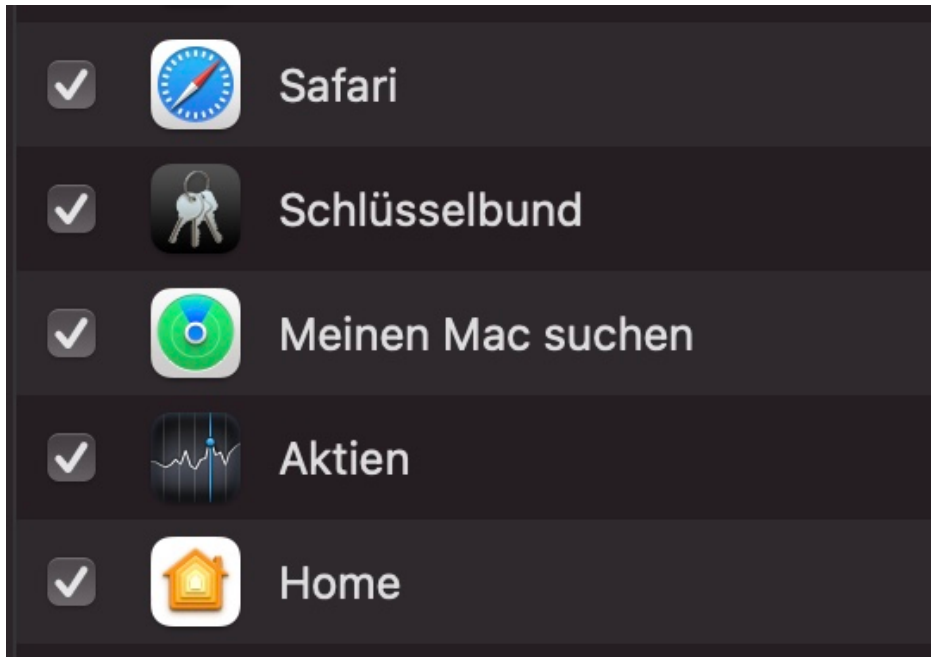 Safari
Schlüsselbund
Meinen Mac suchen
Aktien
Home